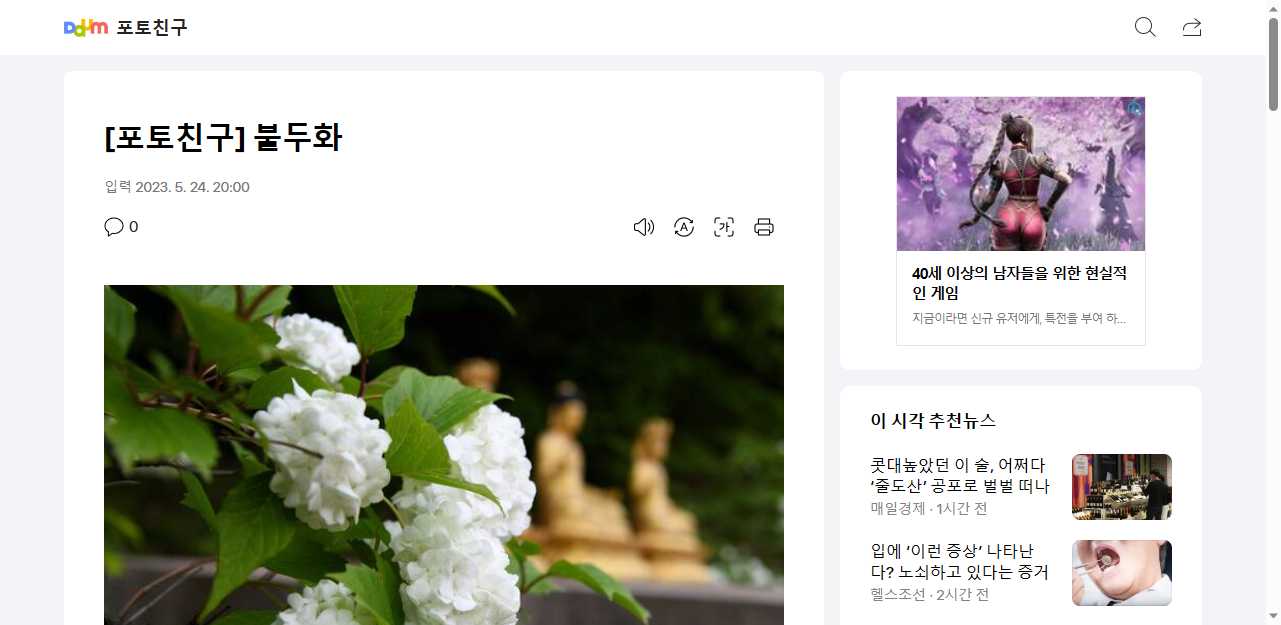 Daum 포토친구
[포토친구] 불두화
입력 2023. 5. 24. 20:00
0
A
가
40세 이상의 남자들을 위한 현실적
인 게임
지금이라면 신규 유저에게, 특전을 부여 하...
이 시각 추천뉴스
콧대높았던 이 술, 어쩌다
‘줄도산’ 공포로 벌벌 떠나
매일경제 · 1시간 전
입에 ‘이런 증상’ 나타난
다? 노쇠하고 있다는 증거
헬스조선 · 2시간 전